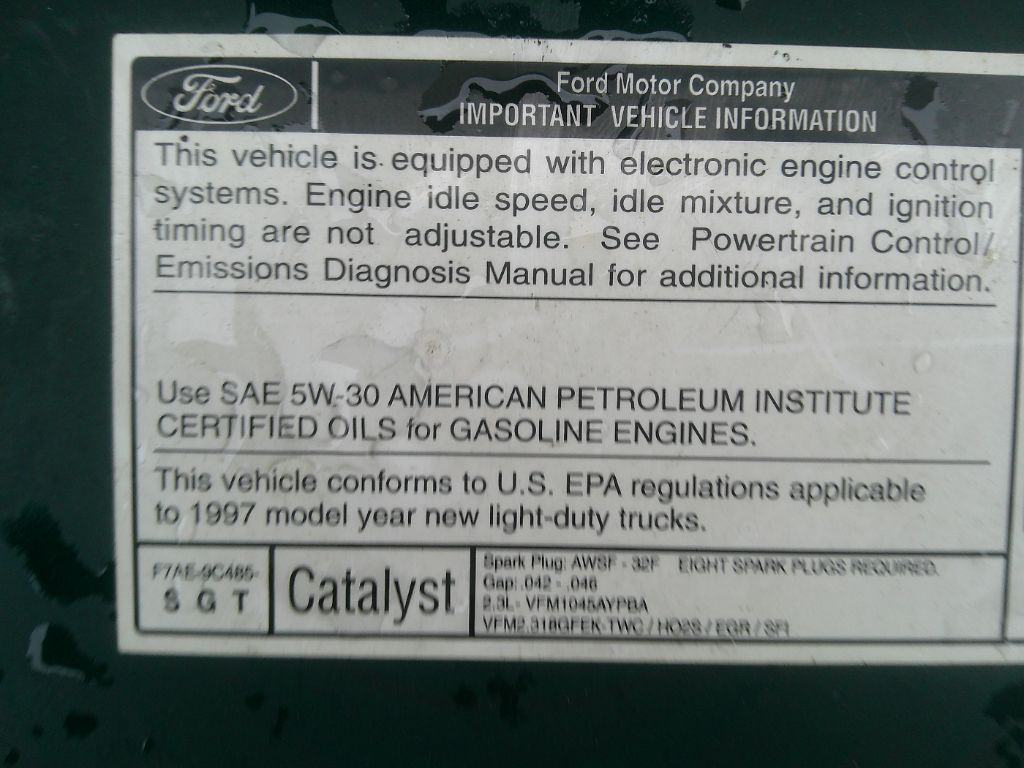 Ford
Ford Motor Company
IMPORTANT VEHICLE INFORMATION
This vehicle is equipped with electronic engine control
systems. Engine idle speed, idle mixture, and ignition
timing are not adjustable. See Powertrain Control/
Emissions Diagnosis Manual for additional information.
Use SAE 5W-30 AMERICAN PETROLEUM INSTITUTE
CERTIFIED OILS for GASOLINE ENGINES.
This vehicle conforms to U.S. EPA regulations applicable
to 1997 model year new light-duty trucks.
F7AE-9C485-
S G T
Catalyst
Spark Plug: AWSF - 32F EIGHT SPARK PLUGS REQUIRED.
Gap: .042 - .046
2.3L - VFM1045AYPBA
VFM2.318GFEK-TWC / HO2S / EGR / SFI